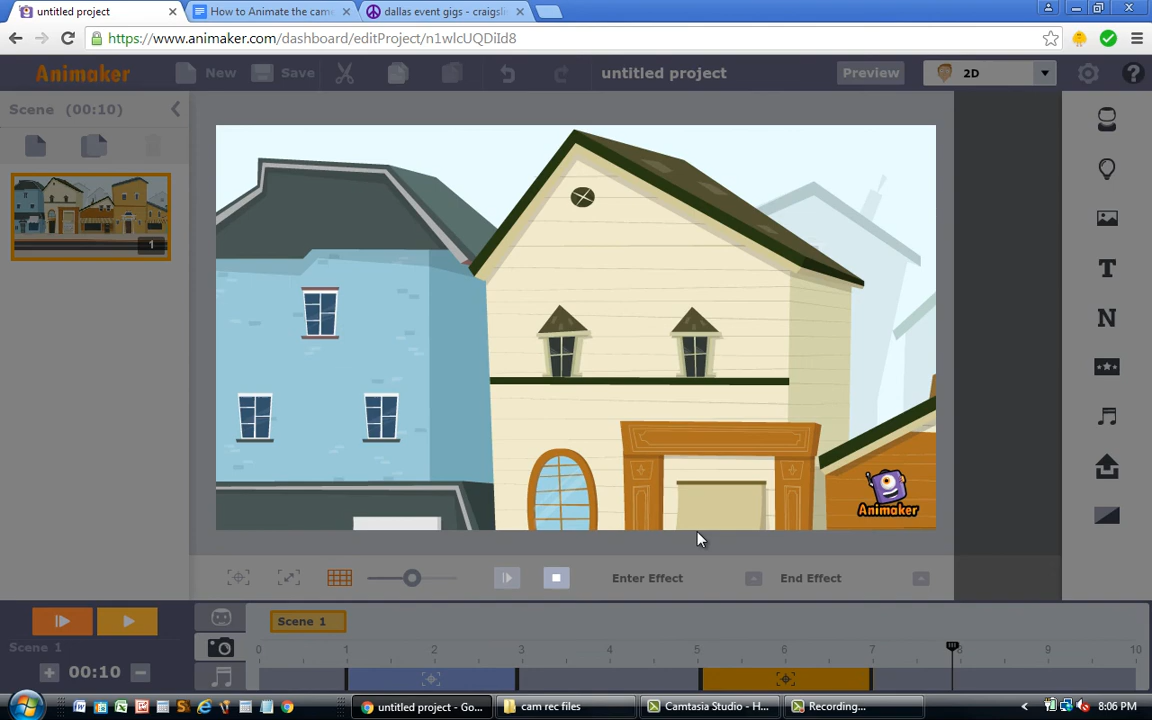 untitled project
How to Animate the cam
dallas event gigs - craigsli
https://www.animaker.com/dashboard/editProject/n1wlcUQDiId8
Animaker New Save untitled project Preview 2D
Scene (00:10)
1
Animaker
Enter Effect End Effect
Scene 1
Scene 1
0 1 2 3 4 5 6 7 8 9 10
00:10
untitled project - Go...
cam rec files
Camtasia Studio - H...
Recording...
8:06 PM